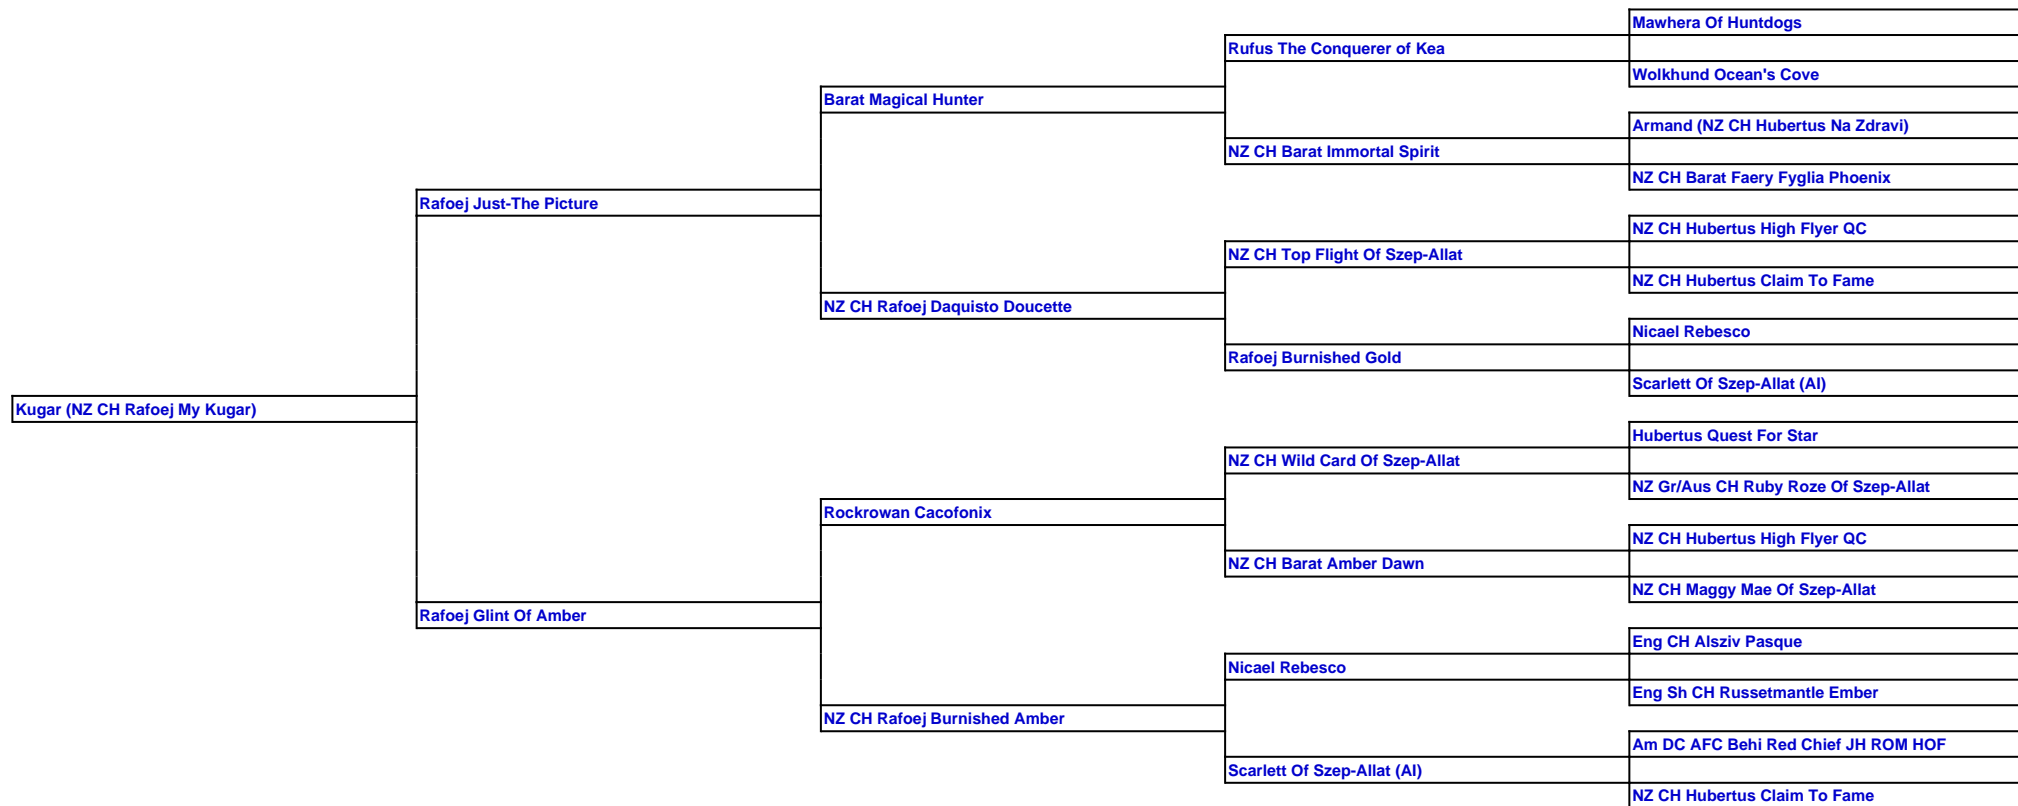 Mawhera Of Huntdogs
Rufus The Conquerer of Kea
Wolkhund Ocean's Cove
Barat Magical Hunter
Armand (NZ CH Hubertus Na Zdravi)
NZ CH Barat Immortal Spirit
NZ CH Barat Faery Fyglia Phoenix
Rafoej Just-The Picture
NZ CH Hubertus High Flyer QC
NZ CH Top Flight Of Szep-Allat
NZ CH Hubertus Claim To Fame
NZ CH Rafoej Daquisto Doucette
Nicael Rebesco
Rafoej Burnished Gold
Scarlett Of Szep-Allat (AI)
Kugar (NZ CH Rafoej My Kugar)
Hubertus Quest For Star
NZ CH Wild Card Of Szep-Allat
NZ Gr/Aus CH Ruby Roze Of Szep-Allat
Rockrowan Cacofonix
NZ CH Hubertus High Flyer QC
NZ CH Barat Amber Dawn
NZ CH Maggy Mae Of Szep-Allat
Rafoej Glint Of Amber
Eng CH Alsziv Pasque
Nicael Rebesco
Eng Sh CH Russetmantle Ember
NZ CH Rafoej Burnished Amber
Am DC AFC Behi Red Chief JH ROM HOF
Scarlett Of Szep-Allat (AI)
NZ CH Hubertus Claim To Fame